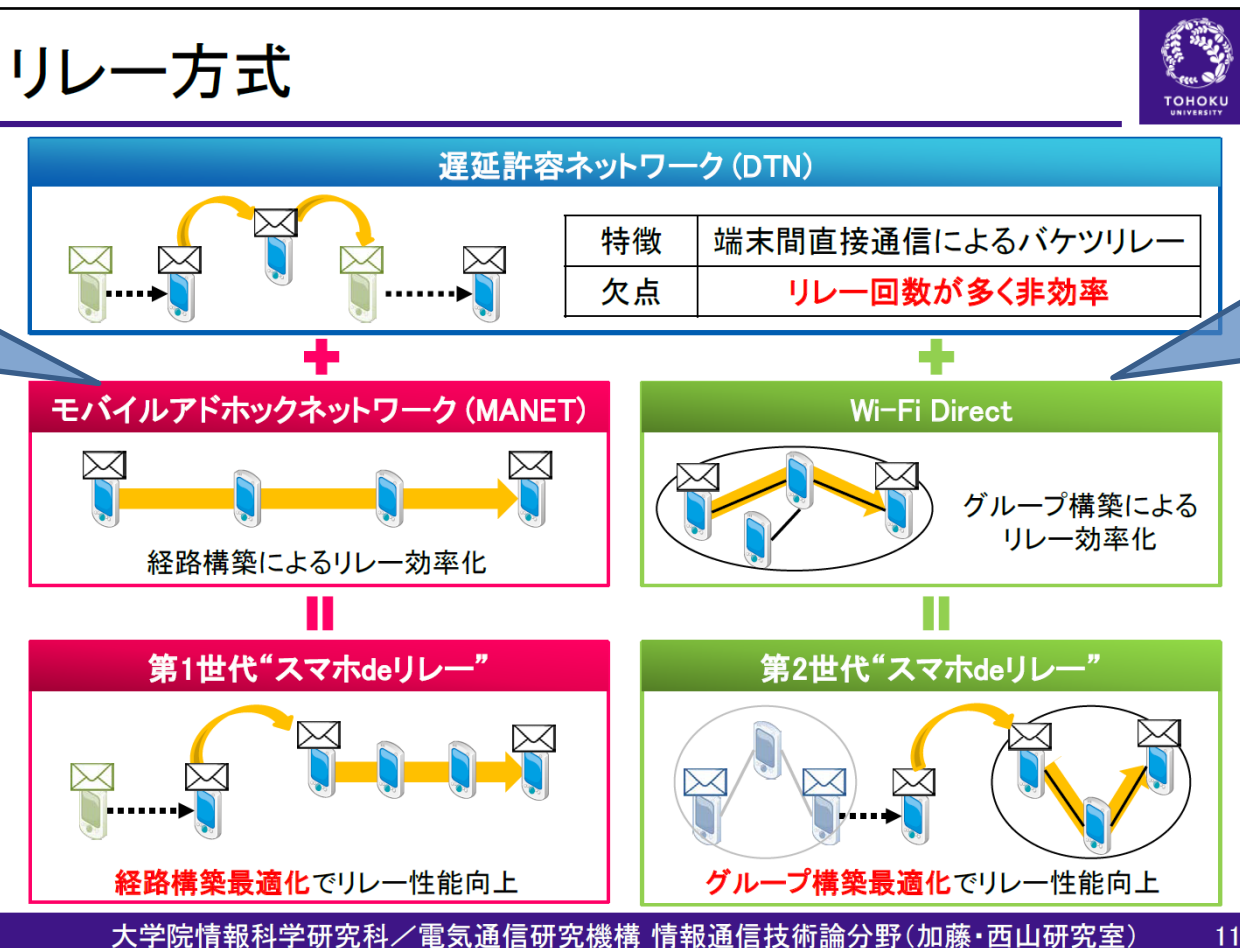 リレー方式
TOHOKU
UNIVERSITY
遅延許容ネットワーク(DTN)
特徴 端末間直接通信によるバケツリレー
欠点 リレー回数が多く非効率
モバイルアドホックネットワーク(MANET)
経路構築によるリレー効率化
Wi-Fi Direct
グループ構築による
リレー効率化
第1世代“スマホdeリレー”
経路構築最適化でリレー性能向上
第2世代“スマホdeリレー”
グループ構築最適化でリレー性能向上
大学院情報科学研究科／電気通信研究機構 情報通信技術論分野(加藤・西山研究室) 11